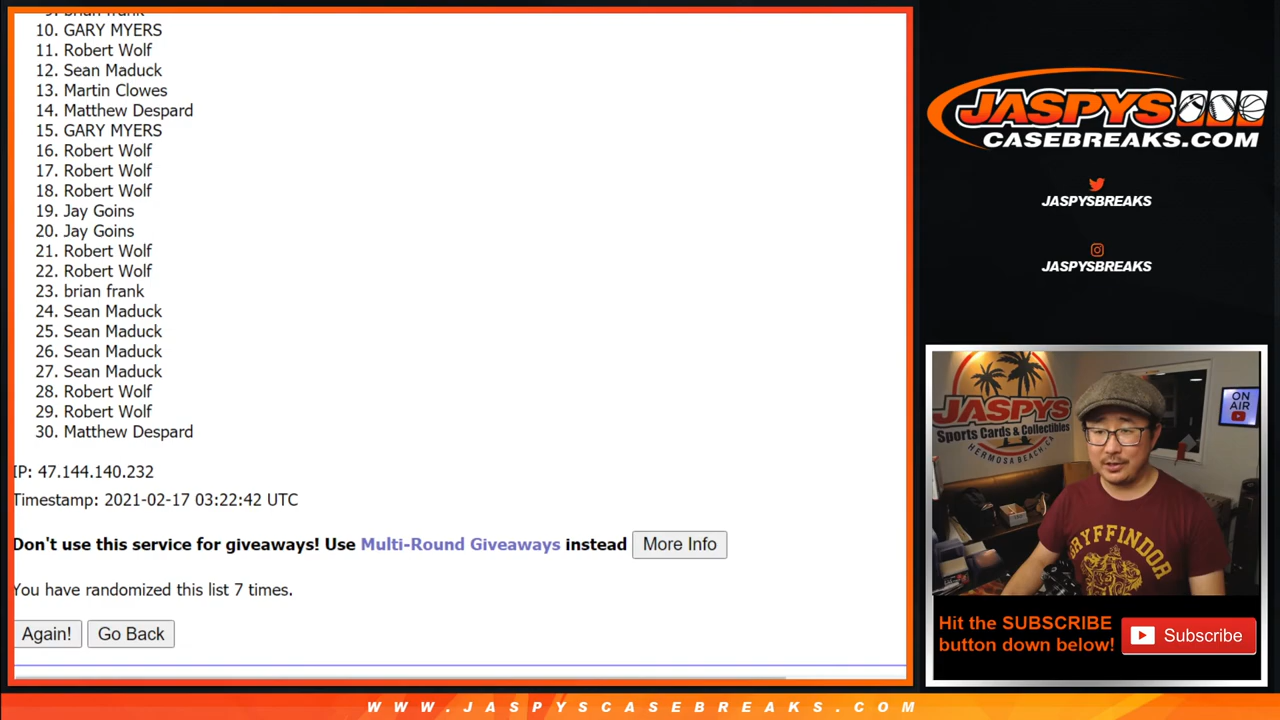 9. brian frank
10. GARY MYERS
11. Robert Wolf
12. Sean Maduck
13. Martin Clowes
14. Matthew Despard
15. GARY MYERS
16. Robert Wolf
17. Robert Wolf
18. Robert Wolf
19. Jay Goins
20. Jay Goins
21. Robert Wolf
22. Robert Wolf
23. brian frank
24. Sean Maduck
25. Sean Maduck
26. Sean Maduck
27. Sean Maduck
28. Robert Wolf
29. Robert Wolf
30. Matthew Despard
IP: 47.144.140.232
Timestamp: 2021-02-17 03:22:42 UTC
Don't use this service for giveaways! Use Multi-Round Giveaways instead More Info
You have randomized this list 7 times.
Again! Go Back
JASPYS
CASEBREAKS.COM
JASPYSBREAKS
JASPYSBREAKS
JASPYS
Sports Cards & Collectibles
HERMOSA BEACH, CA
ON
AIR
GRYFFINDOR
Hit the SUBSCRIBE
button down below!
Subscribe
WWW.JASPYSCASEBREAKS.COM